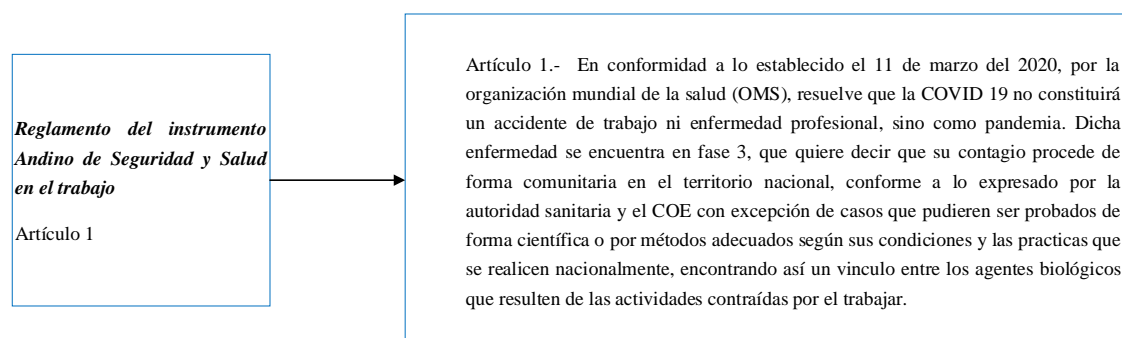 Reglamento del instrumento
Andino de Seguridad y Salud
en el trabajo
Artículo 1
Artículo 1.- En conformidad a lo establecido el 11 de marzo del 2020, por la
organización mundial de la salud (OMS), resuelve que la COVID 19 no constituirá
un accidente de trabajo ni enfermedad profesional, sino como pandemia. Dicha
enfermedad se encuentra en fase 3, que quiere decir que su contagio procede de
forma comunitaria en el territorio nacional, conforme a lo expresado por la
autoridad sanitaria y el COE con excepción de casos que pudieren ser probados de
forma científica o por métodos adecuados según sus condiciones y las practicas que
se realicen nacionalmente, encontrando así un vinculo entre los agentes biológicos
que resulten de las actividades contraídas por el trabajar.